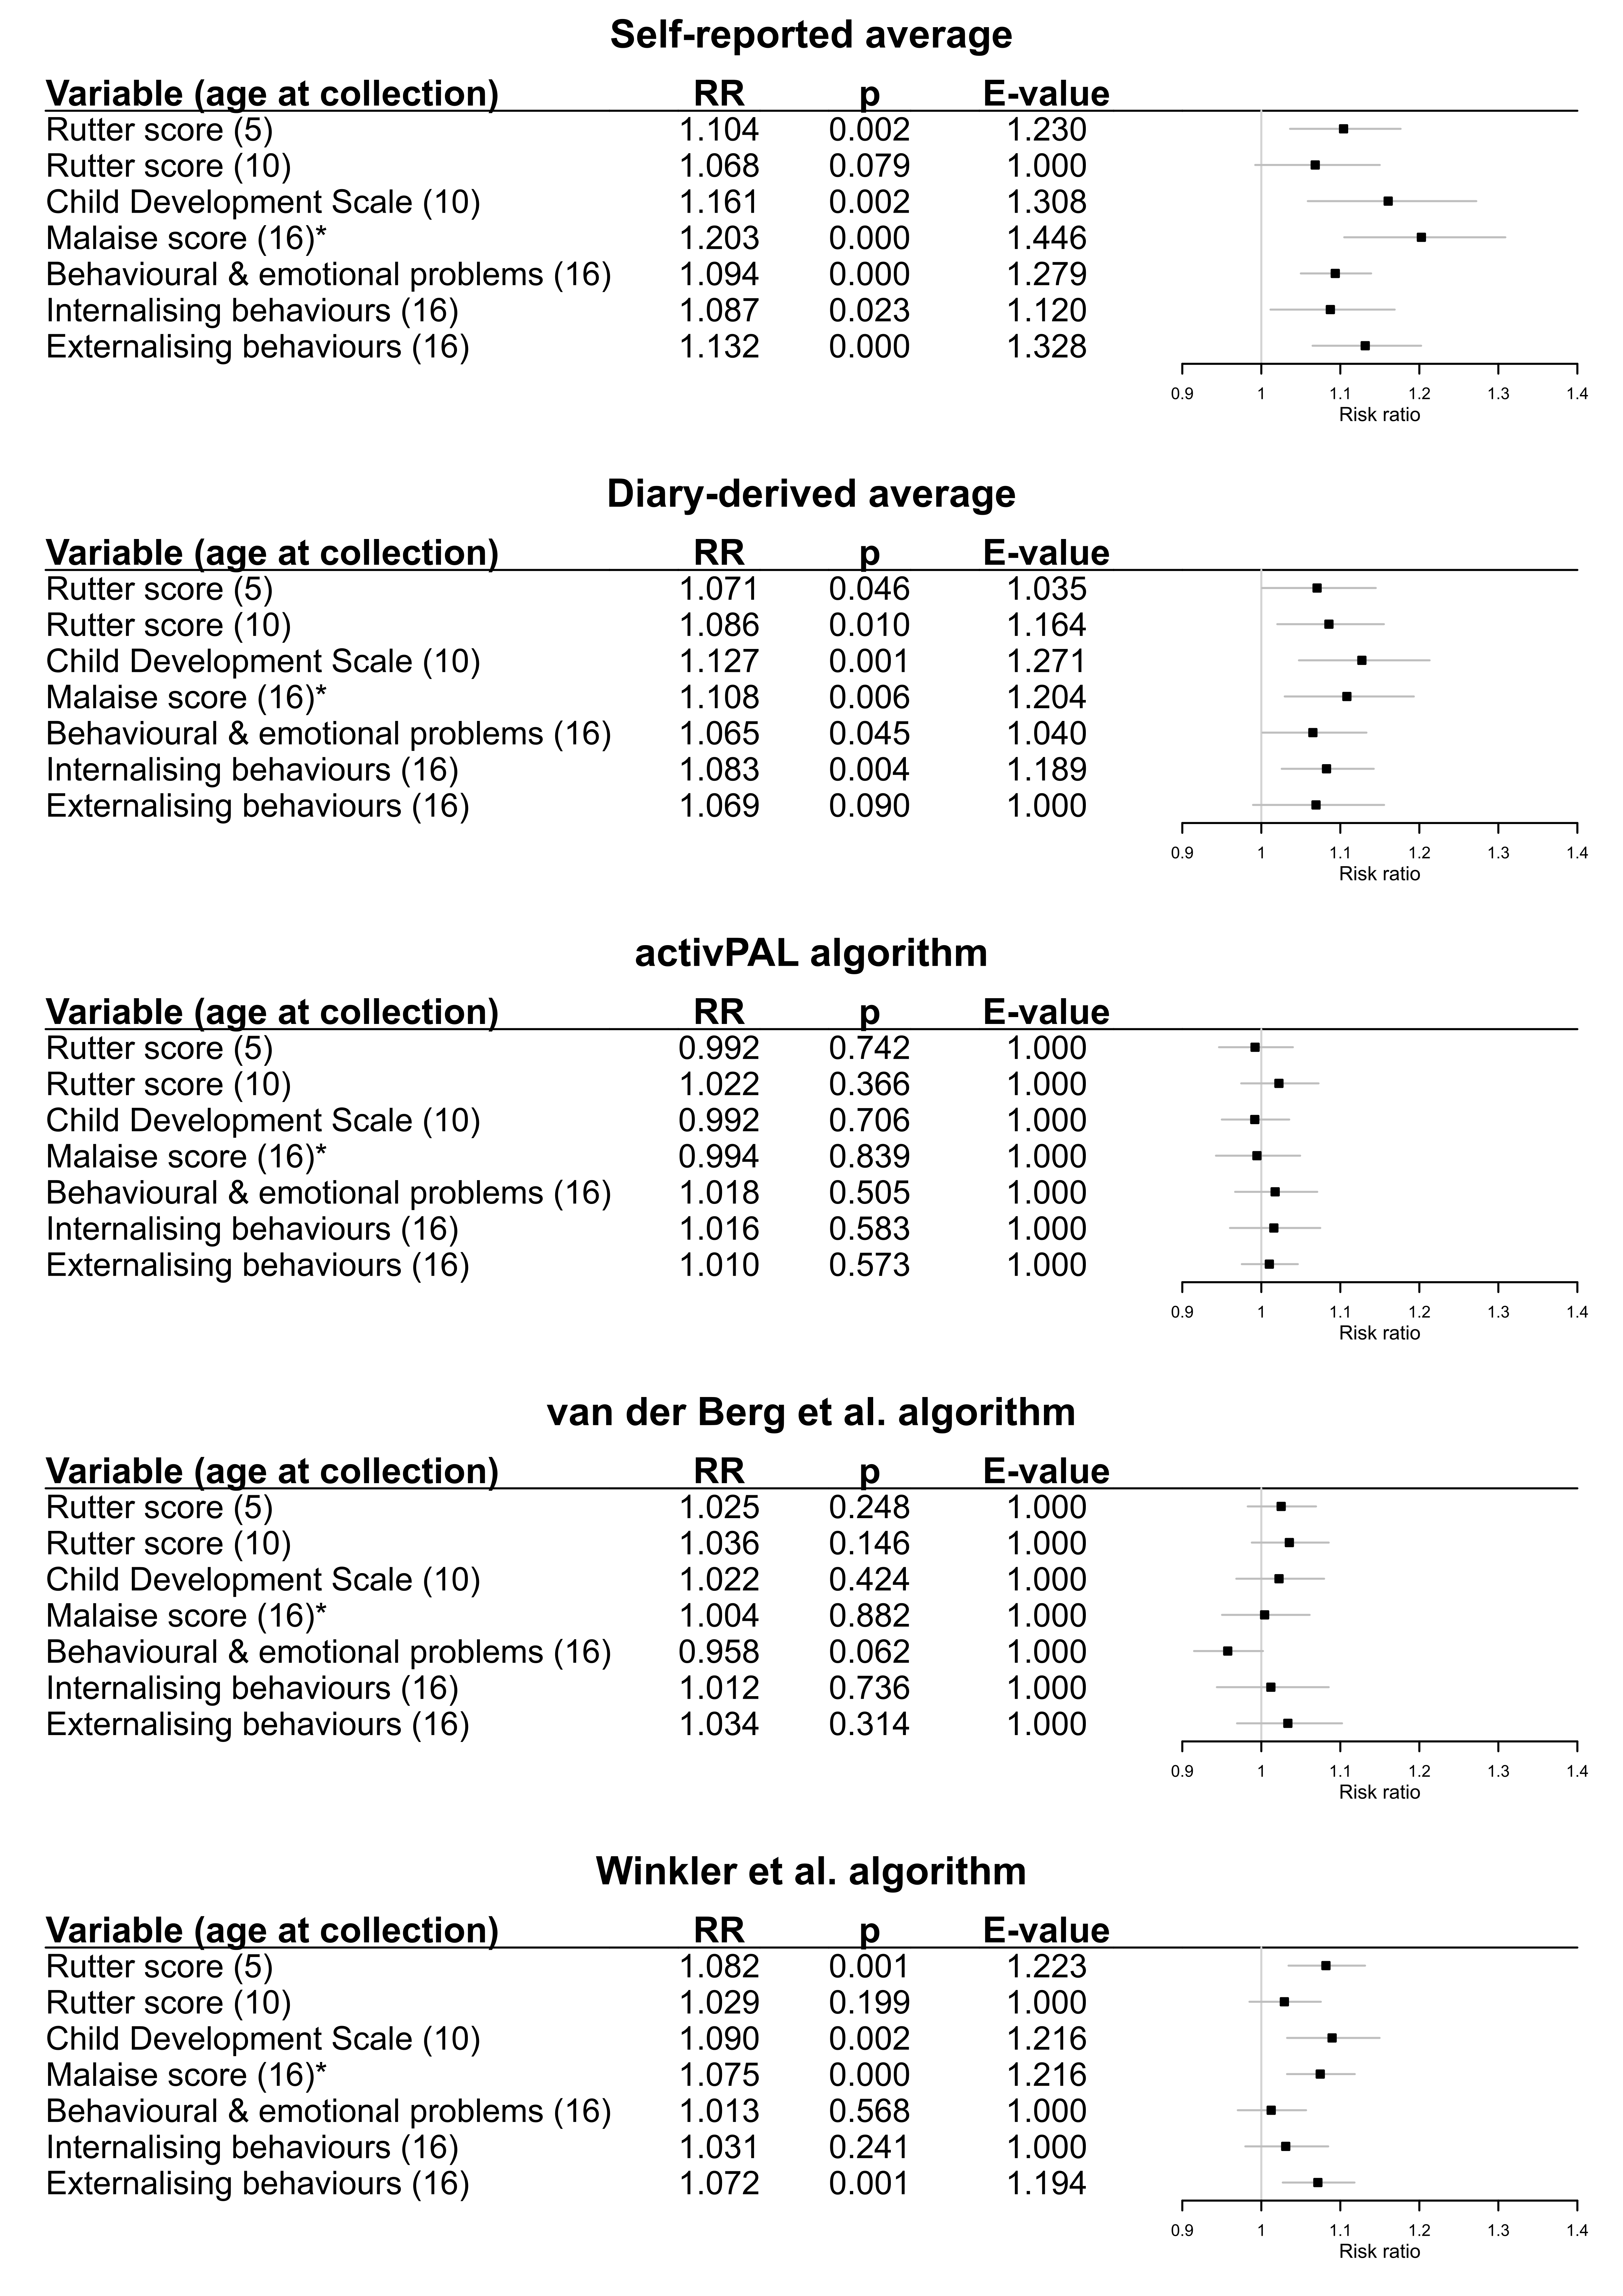 Self-reported average
Variable (age at collection) RR p E-value
Rutter score (5) 1.104 0.002 1.230
Rutter score (10) 1.068 0.079 1.000
Child Development Scale (10) 1.161 0.002 1.308
Malaise score (16)* 1.203 0.000 1.446
Behavioural & emotional problems (16) 1.094 0.000 1.279
Internalising behaviours (16) 1.087 0.023 1.120
Externalising behaviours (16) 1.132 0.000 1.328
0.9 1 1.1 1.2 1.3 1.4
Risk ratio
Diary-derived average
Variable (age at collection) RR p E-value
Rutter score (5) 1.071 0.046 1.035
Rutter score (10) 1.086 0.010 1.164
Child Development Scale (10) 1.127 0.001 1.271
Malaise score (16)* 1.108 0.006 1.204
Behavioural & emotional problems (16) 1.065 0.045 1.040
Internalising behaviours (16) 1.083 0.004 1.189
Externalising behaviours (16) 1.069 0.090 1.000
0.9 1 1.1 1.2 1.3 1.4
Risk ratio
activPAL algorithm
Variable (age at collection) RR p E-value
Rutter score (5) 0.992 0.742 1.000
Rutter score (10) 1.022 0.366 1.000
Child Development Scale (10) 0.992 0.706 1.000
Malaise score (16)* 0.994 0.839 1.000
Behavioural & emotional problems (16) 1.018 0.505 1.000
Internalising behaviours (16) 1.016 0.583 1.000
Externalising behaviours (16) 1.010 0.573 1.000
0.9 1 1.1 1.2 1.3 1.4
Risk ratio
van der Berg et al. algorithm
Variable (age at collection) RR p E-value
Rutter score (5) 1.025 0.248 1.000
Rutter score (10) 1.036 0.146 1.000
Child Development Scale (10) 1.022 0.424 1.000
Malaise score (16)* 1.004 0.882 1.000
Behavioural & emotional problems (16) 0.958 0.062 1.000
Internalising behaviours (16) 1.012 0.736 1.000
Externalising behaviours (16) 1.034 0.314 1.000
0.9 1 1.1 1.2 1.3 1.4
Risk ratio
Winkler et al. algorithm
Variable (age at collection) RR p E-value
Rutter score (5) 1.082 0.001 1.223
Rutter score (10) 1.029 0.199 1.000
Child Development Scale (10) 1.090 0.002 1.216
Malaise score (16)* 1.075 0.000 1.216
Behavioural & emotional problems (16) 1.013 0.568 1.000
Internalising behaviours (16) 1.031 0.241 1.000
Externalising behaviours (16) 1.072 0.001 1.194
0.9 1 1.1 1.2 1.3 1.4
Risk ratio